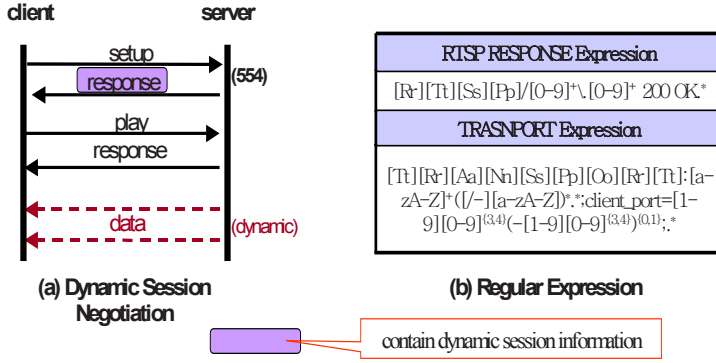 client server
setup
response (554)
play
response
data (dynamic)
(a) Dynamic Session
Negotiation
RTSP RESPONSE Expression
[Rr][Tt][Ss][Pp]/[0-9]+\.[0-9]+ 200 OK.*
TRASNPORT Expression
[Tt][Rr][Aa][Nn][Ss][Pp][Oo][Rr][Tt]:[a-
zA-Z]+([/-][a-zA-Z])*.*;client_port=[1-
9][0-9]{3,4}(-[1-9][0-9]{3,4}){0,1};.*
(b) Regular Expression
contain dynamic session information